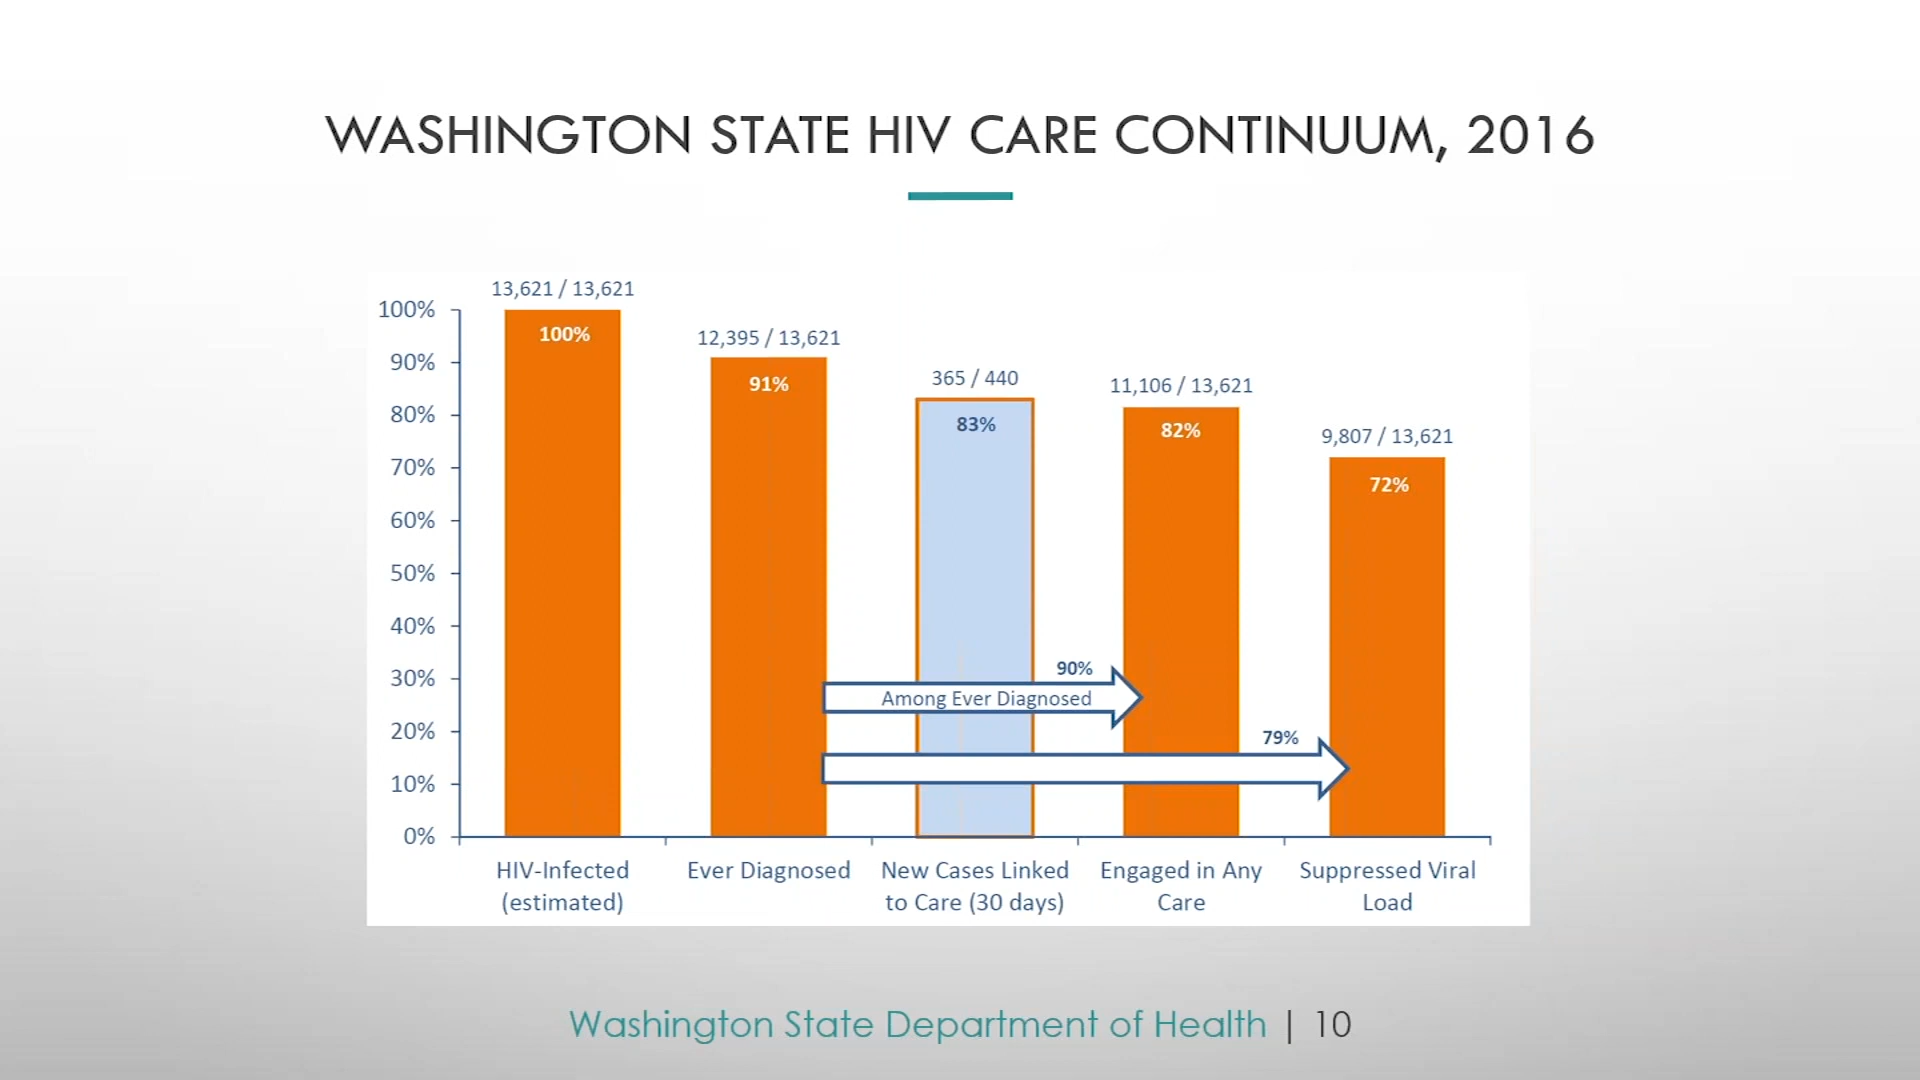 WASHINGTON STATE HIV CARE CONTINUUM, 2016
13,621 / 13,621
100%
12,395 / 13,621
91%
365 / 440
83%
11,106 / 13,621
82%
9,807 / 13,621
72%
100%
90%
80%
70%
60%
50%
40%
30%
20%
10%
0%
90%
Among Ever Diagnosed
79%
HIV-Infected
(estimated)
Ever Diagnosed
New Cases Linked
to Care (30 days)
Engaged in Any
Care
Suppressed Viral
Load
Washington State Department of Health | 10